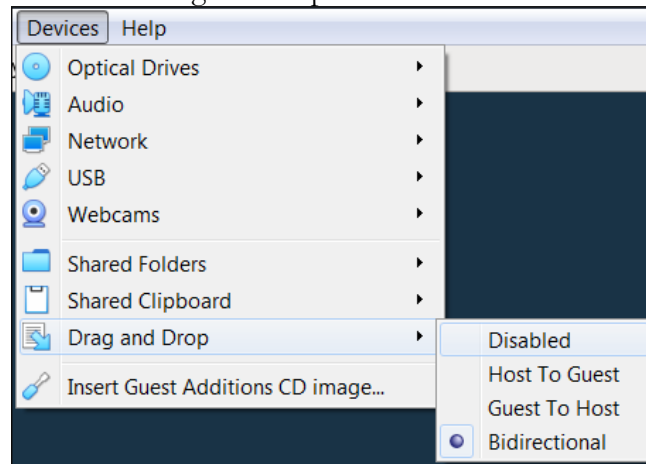 Devices Help
Optical Drives
Audio
Network
USB
Webcams
Shared Folders
Shared Clipboard
Drag and Drop
Disabled
Insert Guest Additions CD image...
Host To Guest
Guest To Host
Bidirectional